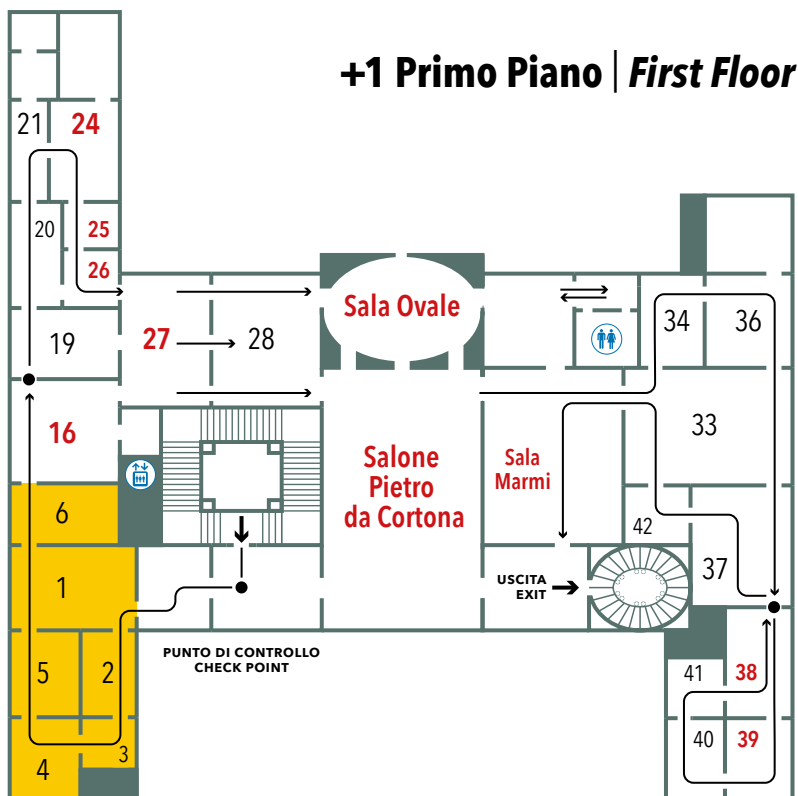 +1 Primo Piano | First Floor
21
24
20
25
26
19
27
28
Sala Ovale
34
36
16
33
Salone
Pietro
da Cortona
Sala
Marmi
6
42
1
USCITA
EXIT
37
PUNTO DI CONTROLLO
CHECK POINT
5
2
41
38
3
4
40
39